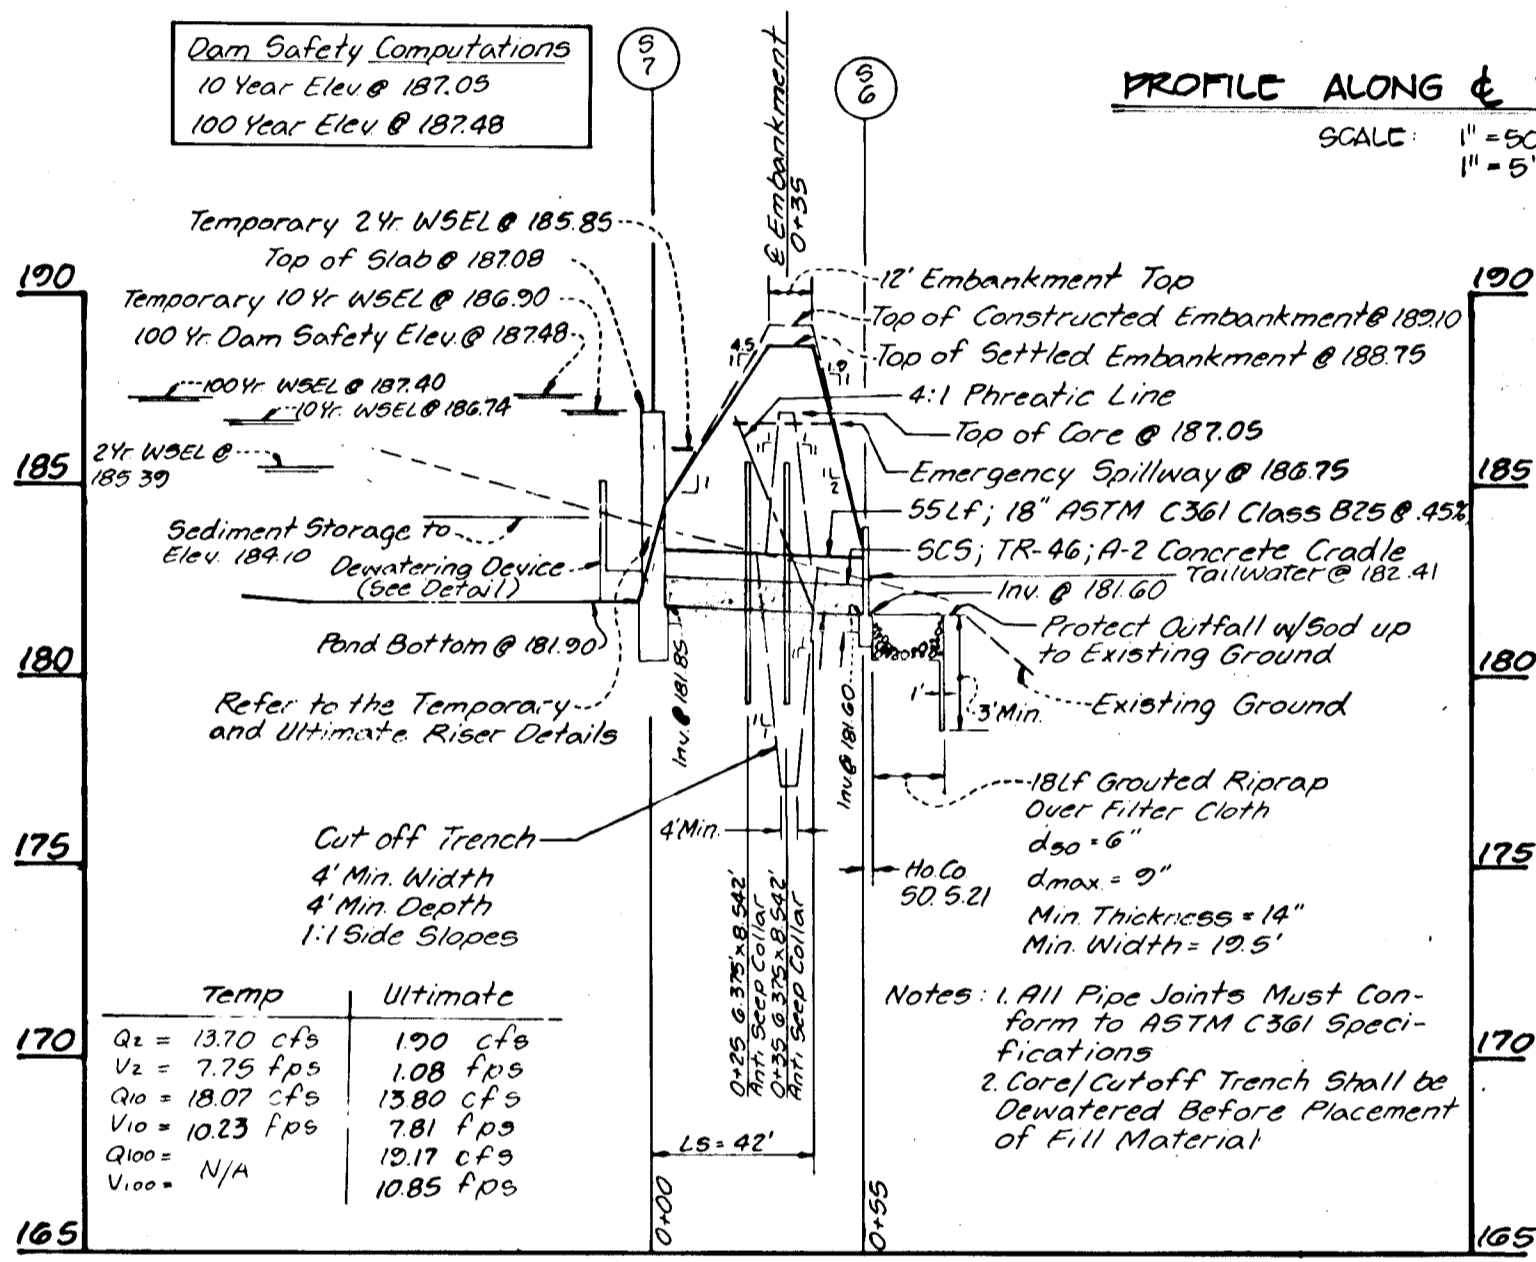 Dam Safety Computations
10 Year Elev. @ 187.05
100 Year Elev @ 187.48
S
7
S
6
℄ Embankment
0+35
PROFILE ALONG ℄
SCALE: 1" = 50
1" = 5'
Temporary 2 Yr. WSEL @ 185.85
Top of Slab @ 187.08
Temporary 10 Yr WSEL @ 186.90
100 Yr. Dam Safety Elev. @ 187.48
100 Yr. WSEL @ 187.40
10 Yr. WSEL @ 186.74
2 Yr. WSEL @
185.39
Sediment Storage to
Elev. 184.10
Dewatering Device
(See Detail)
Pond Bottom @ 181.90
Refer to the Temporary
and Ultimate Riser Details
12' Embankment Top
Top of Constructed Embankment @ 189.10
Top of Settled Embankment @ 188.75
4:1 Phreatic Line
Top of Core @ 187.05
Emergency Spillway @ 186.75
55 Lf; 18" ASTM C361 Class B25 @ .45%
SCS; TR-46; A-2 Concrete Cradle
Tailwater @ 182.41
Inv. @ 181.60
Protect Outfall w/Sod up
to Existing Ground
Existing Ground
4.5
1
1
2
1
1'
3' Min.
Inv. @ 181.85
Inv. @ 181.60
18 Lf Grouted Riprap
Over Filter Cloth
d50 = 6"
dmax. = 9"
Min. Thickness = 14"
Min. Width = 19.5'
Cut off Trench
4' Min. Width
4' Min. Depth
1:1 Side Slopes
4' Min.
Ho. Co.
SD. 5.21
0+25 6.375' x 8.542'
Anti Seep Collar
0+35 6.375 x 8.542'
Anti Seep Collar
Temp Ultimate
Q2 = 13.70 cfs 1.90 cfs
V2 = 7.75 fps 1.08 fps
Q10 = 18.07 cfs 13.80 cfs
V10 = 10.23 fps 7.81 fps
Q100 = 19.17 cfs
N/A
V100 = 10.85 fps
Notes: 1. All Pipe Joints Must Con-
form to ASTM C361 Speci-
fications
2. Core/Cutoff Trench Shall be
Dewatered Before Placement
of Fill Material
LS = 42'
0+00
0+55
190
185
180
175
170
165
190
185
180
175
170
165